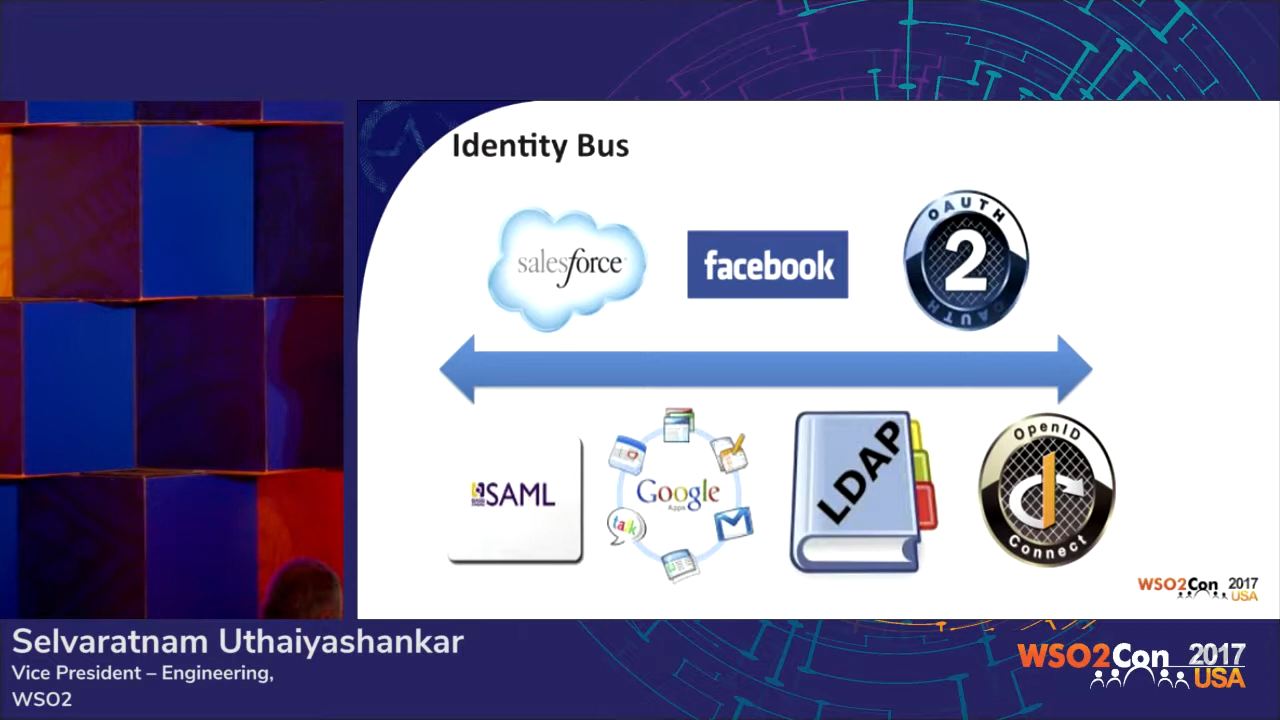 Identity Bus
salesforce
facebook
OAUTH
2
OAUTH
SAML
Google
Apps
talk
LDAP
OpenID
Connect
WSO2Con 2017
USA
Selvaratnam Uthaiyashankar
Vice President – Engineering,
WSO2
WSO2Con 2017
USA